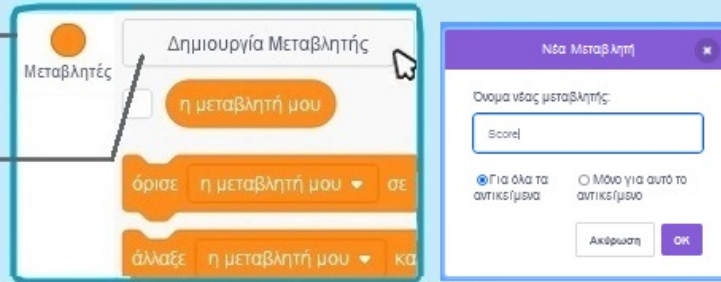 Μεταβλητές
Δημιουργία Μεταβλητής
η μεταβλητή μου
όρισε η μεταβλητή μου σε
άλλαξε η μεταβλητή μου κα
Νέα Μεταβλητή
Όνομα νέας μεταβλητής:
Score
Για όλα τα αντικείμενα
Μόνο για αυτό το αντικείμενο
Ακύρωση OK